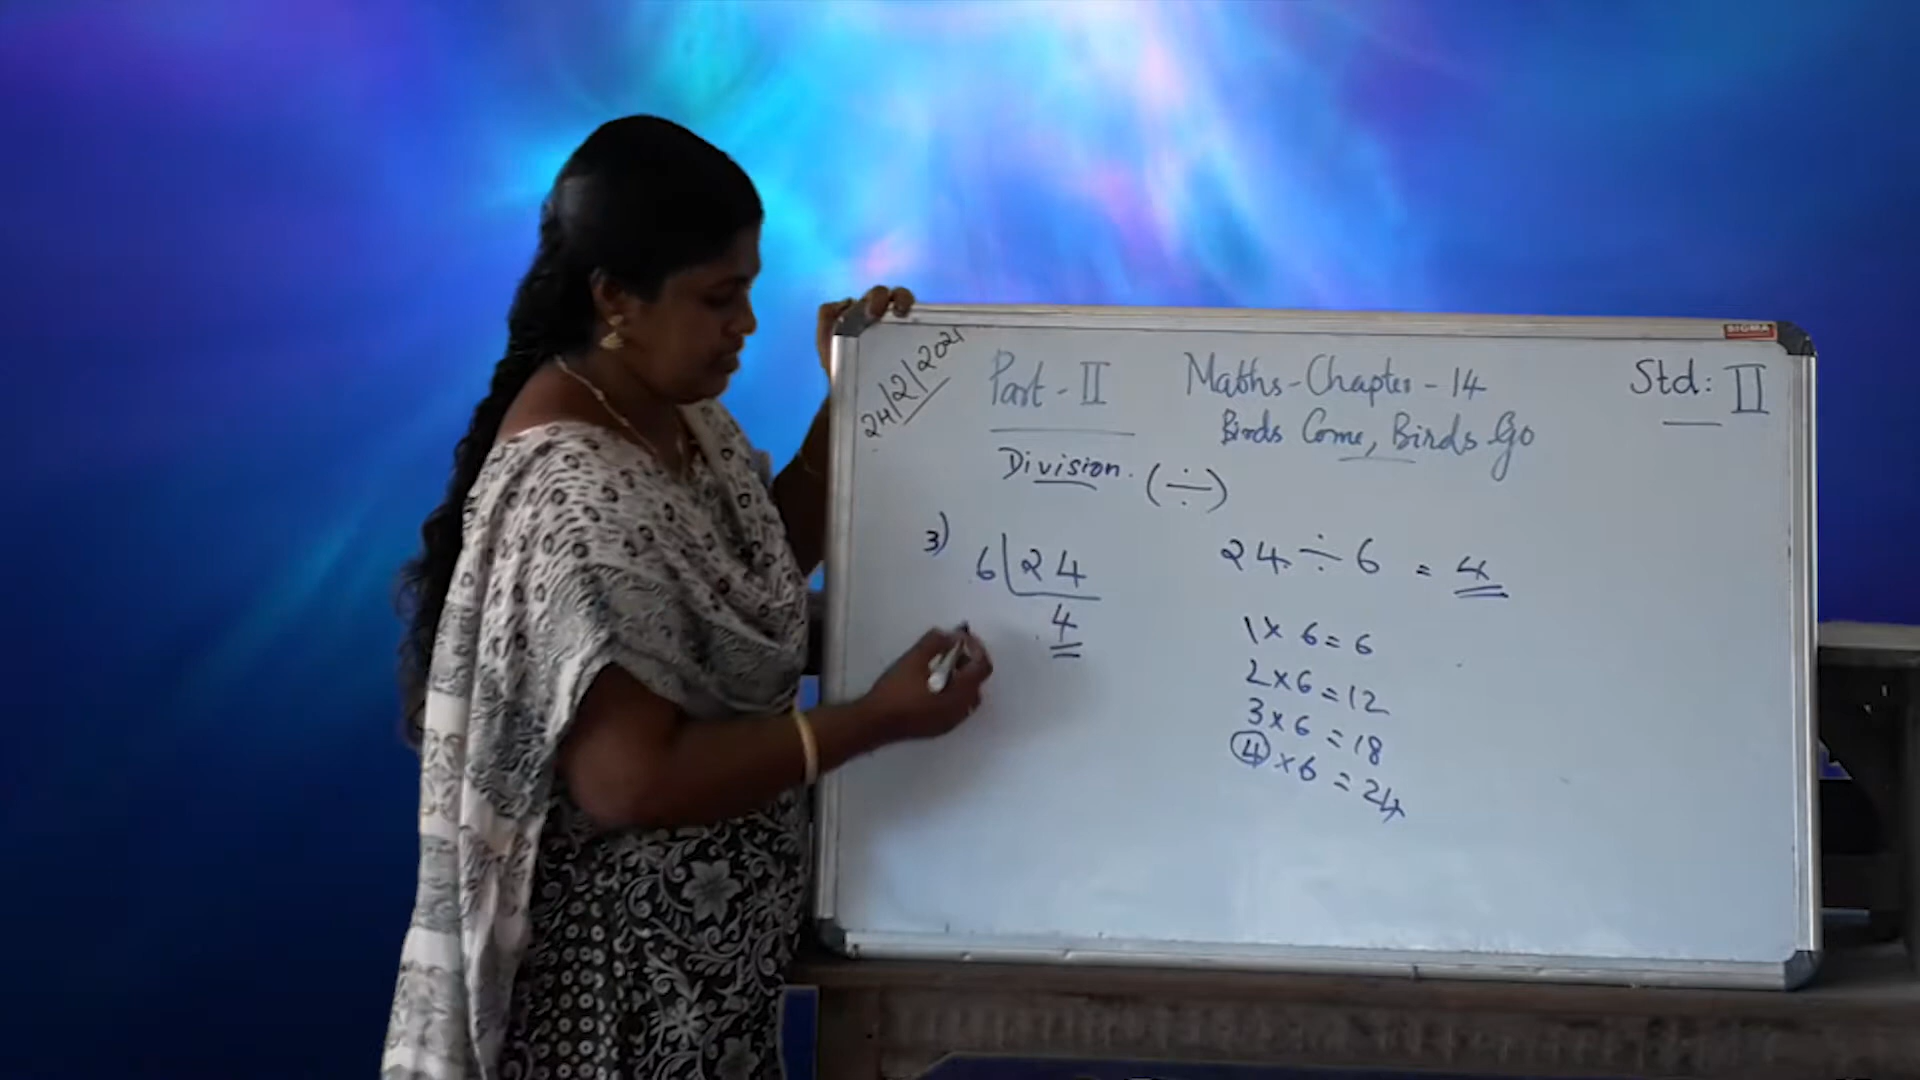 SIGMA
24/2/2021
Part - II Maths - Chapter - 14 Std: II
Birds Come, Birds Go
Division. (÷)
3) 6 24 24 ÷ 6 = 4
4
1 × 6 = 6
2 × 6 = 12
3 × 6 = 18
4 × 6 = 24